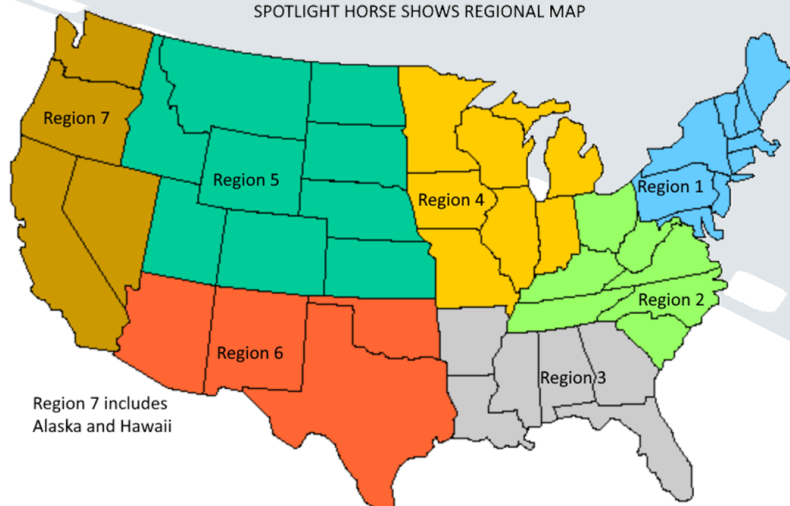 SPOTLIGHT HORSE SHOWS REGIONAL MAP
Region 7
Region 5
Region 4
Region 1
Region 2
Region 6
Region 3
Region 7 includes
Alaska and Hawaii